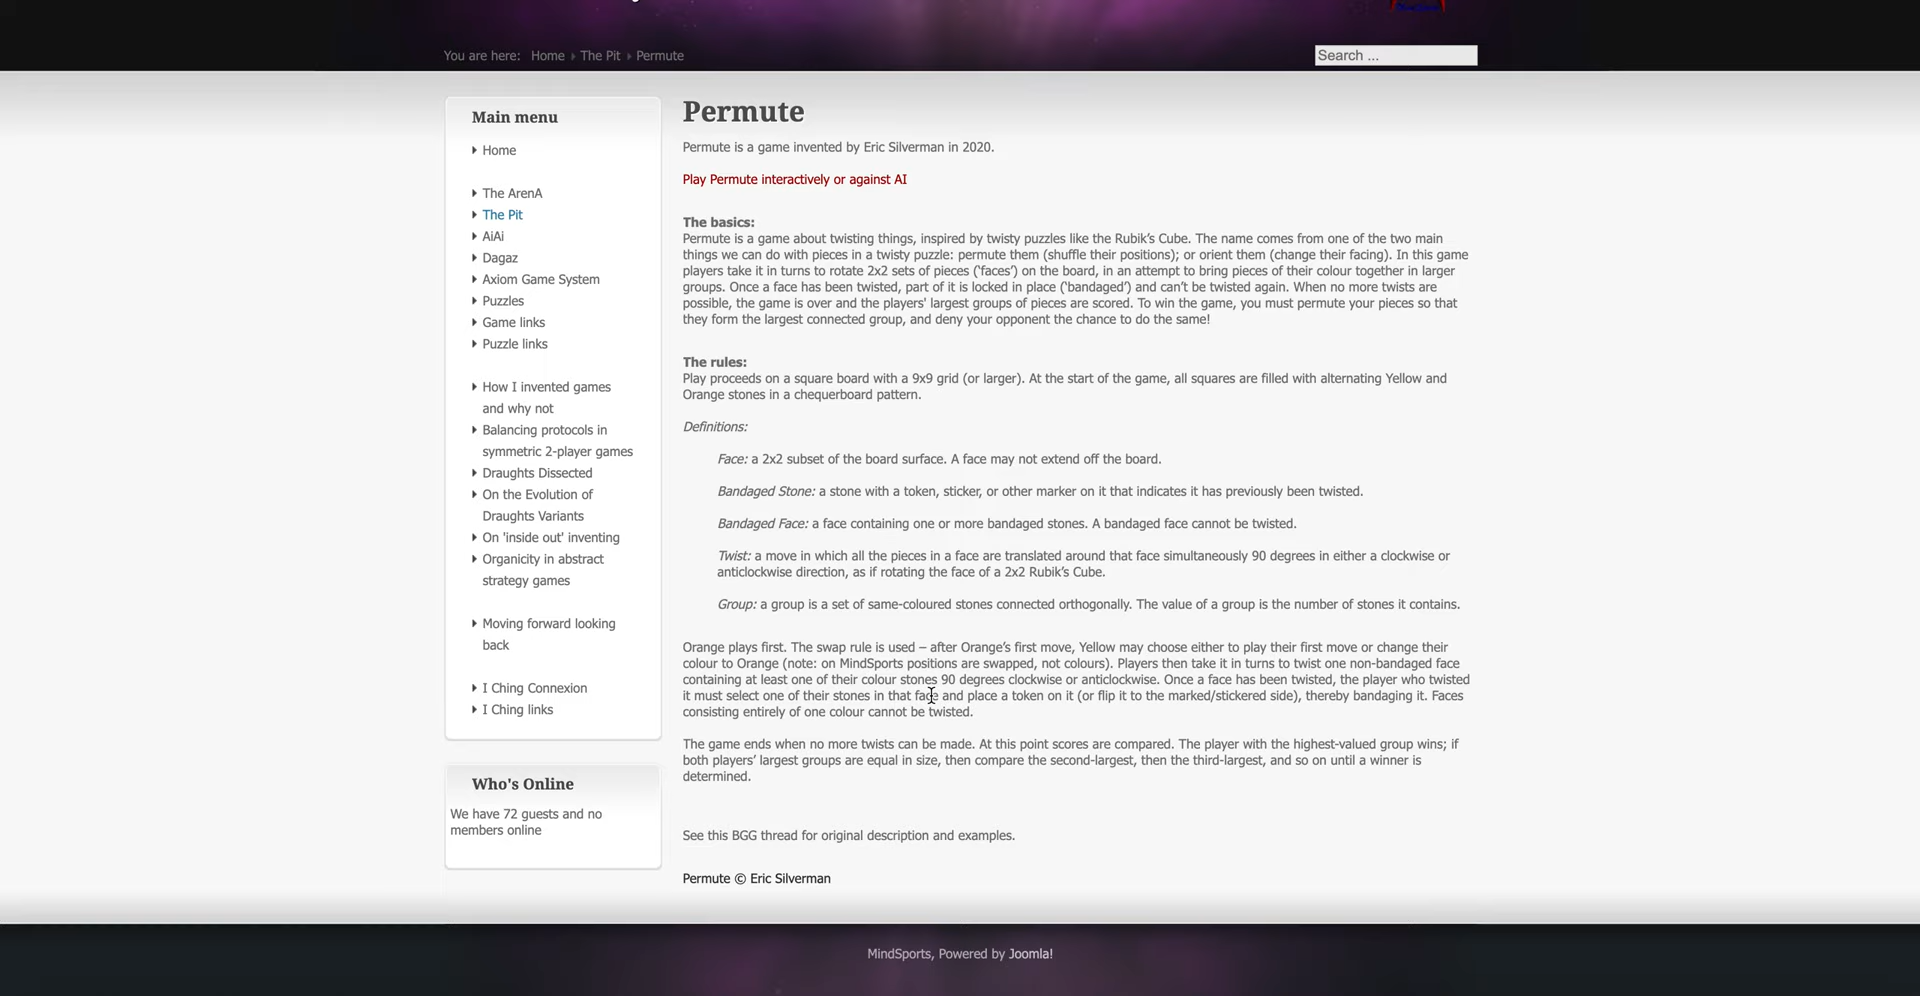 You are here: Home The Pit Permute
Search ...
Main menu
Home
The ArenA
The Pit
AiAi
Dagaz
Axiom Game System
Puzzles
Game links
Puzzle links
How I invented games
and why not
Balancing protocols in
symmetric 2-player games
Draughts Dissected
On the Evolution of
Draughts Variants
On 'inside out' inventing
Organicity in abstract
strategy games
Moving forward looking
back
I Ching Connexion
I Ching links
Who's Online
We have 72 guests and no
members online
Permute
Permute is a game invented by Eric Silverman in 2020.
Play Permute interactively or against AI
The basics:
Permute is a game about twisting things, inspired by twisty puzzles like the Rubik’s Cube. The name comes from one of the two main
things we can do with pieces in a twisty puzzle: permute them (shuffle their positions); or orient them (change their facing). In this game
players take it in turns to rotate 2x2 sets of pieces (‘faces’) on the board, in an attempt to bring pieces of their colour together in larger
groups. Once a face has been twisted, part of it is locked in place (‘bandaged’) and can’t be twisted again. When no more twists are
possible, the game is over and the players' largest groups of pieces are scored. To win the game, you must permute your pieces so that
they form the largest connected group, and deny your opponent the chance to do the same!
The rules:
Play proceeds on a square board with a 9x9 grid (or larger). At the start of the game, all squares are filled with alternating Yellow and
Orange stones in a chequerboard pattern.
Definitions:
Face: a 2x2 subset of the board surface. A face may not extend off the board.
Bandaged Stone: a stone with a token, sticker, or other marker on it that indicates it has previously been twisted.
Bandaged Face: a face containing one or more bandaged stones. A bandaged face cannot be twisted.
Twist: a move in which all the pieces in a face are translated around that face simultaneously 90 degrees in either a clockwise or
anticlockwise direction, as if rotating the face of a 2x2 Rubik’s Cube.
Group: a group is a set of same-coloured stones connected orthogonally. The value of a group is the number of stones it contains.
Orange plays first. The swap rule is used – after Orange’s first move, Yellow may choose either to play their first move or change their
colour to Orange (note: on MindSports positions are swapped, not colours). Players then take it in turns to twist one non-bandaged face
containing at least one of their colour stones 90 degrees clockwise or anticlockwise. Once a face has been twisted, the player who twisted
it must select one of their stones in that face and place a token on it (or flip it to the marked/stickered side), thereby bandaging it. Faces
consisting entirely of one colour cannot be twisted.
The game ends when no more twists can be made. At this point scores are compared. The player with the highest-valued group wins; if
both players’ largest groups are equal in size, then compare the second-largest, then the third-largest, and so on until a winner is
determined.
See this BGG thread for original description and examples.
Permute © Eric Silverman
MindSports, Powered by Joomla!